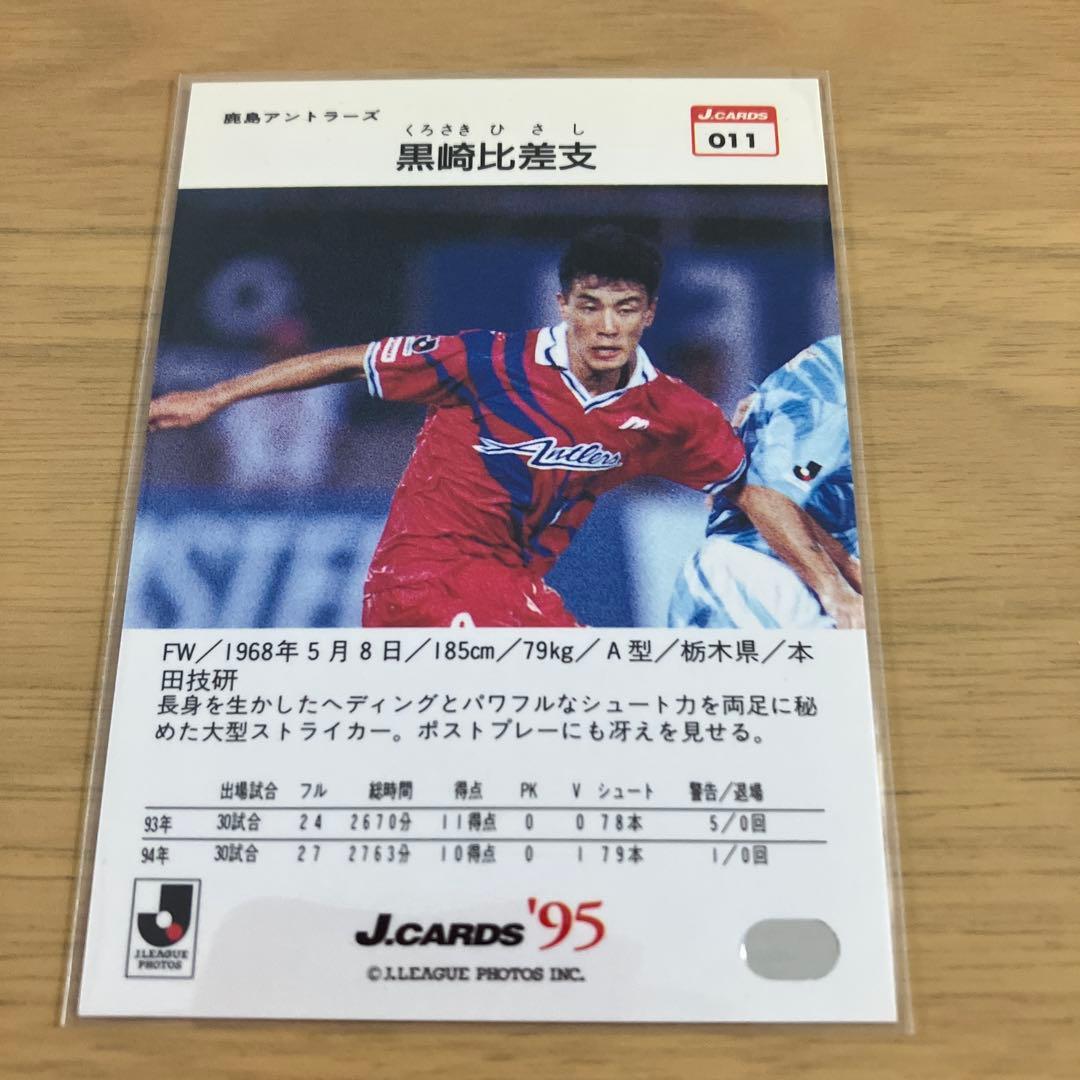 鹿島アントラーズ
くろさき ひ さ し
黒崎比差支
J.CARDS
011
Antlers
FW／1968年5月8日／185cm／79kg／A型／栃木県／本
田技研
長身を生かしたヘディングとパワフルなシュート力を両足に秘
めた大型ストライカー。ポストプレーにも冴えを見せる。
出場試合 フル 総時間 得点 PK V シュート 警告／退場
93年 30試合 24 2670分 11得点 0 0 78本 5／0回
94年 30試合 27 2763分 10得点 0 1 79本 1／0回
J.LEAGUE
PHOTOS
J.CARDS '95
©J.LEAGUE PHOTOS INC.